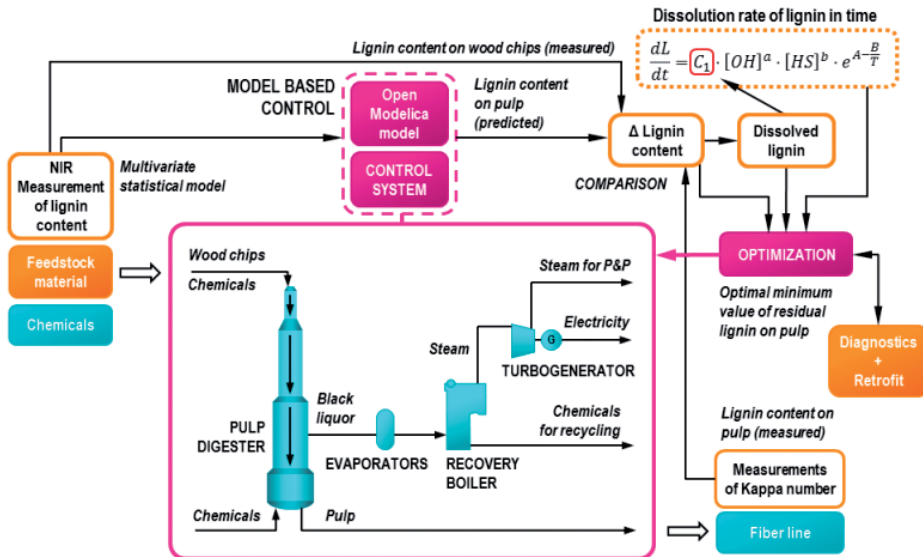 Dissolution rate of lignin in time
dL/dt = C₁ · [OH]ᵃ · [HS]ᵇ · e^(A−B/T)
Lignin content on wood chips (measured)
MODEL BASED
CONTROL
Open
Modelica
model
CONTROL
SYSTEM
Lignin content
on pulp
(predicted)
Δ Lignin
content
Dissolved
lignin
COMPARISON
NIR
Measurement
of lignin
content
Multivariate
statistical model
Feedstock
material
Chemicals
OPTIMIZATION
Optimal minimum
value of residual
lignin on pulp
Diagnostics
+
Retrofit
Wood chips
Chemicals
Steam for P&P
Electricity
G
TURBOGENERATOR
Steam
Black
liquor
PULP
DIGESTER
EVAPORATORS
RECOVERY
BOILER
Chemicals
for recycling
Chemicals
Pulp
Lignin content on
pulp (measured)
Measurements
of Kappa number
Fiber line